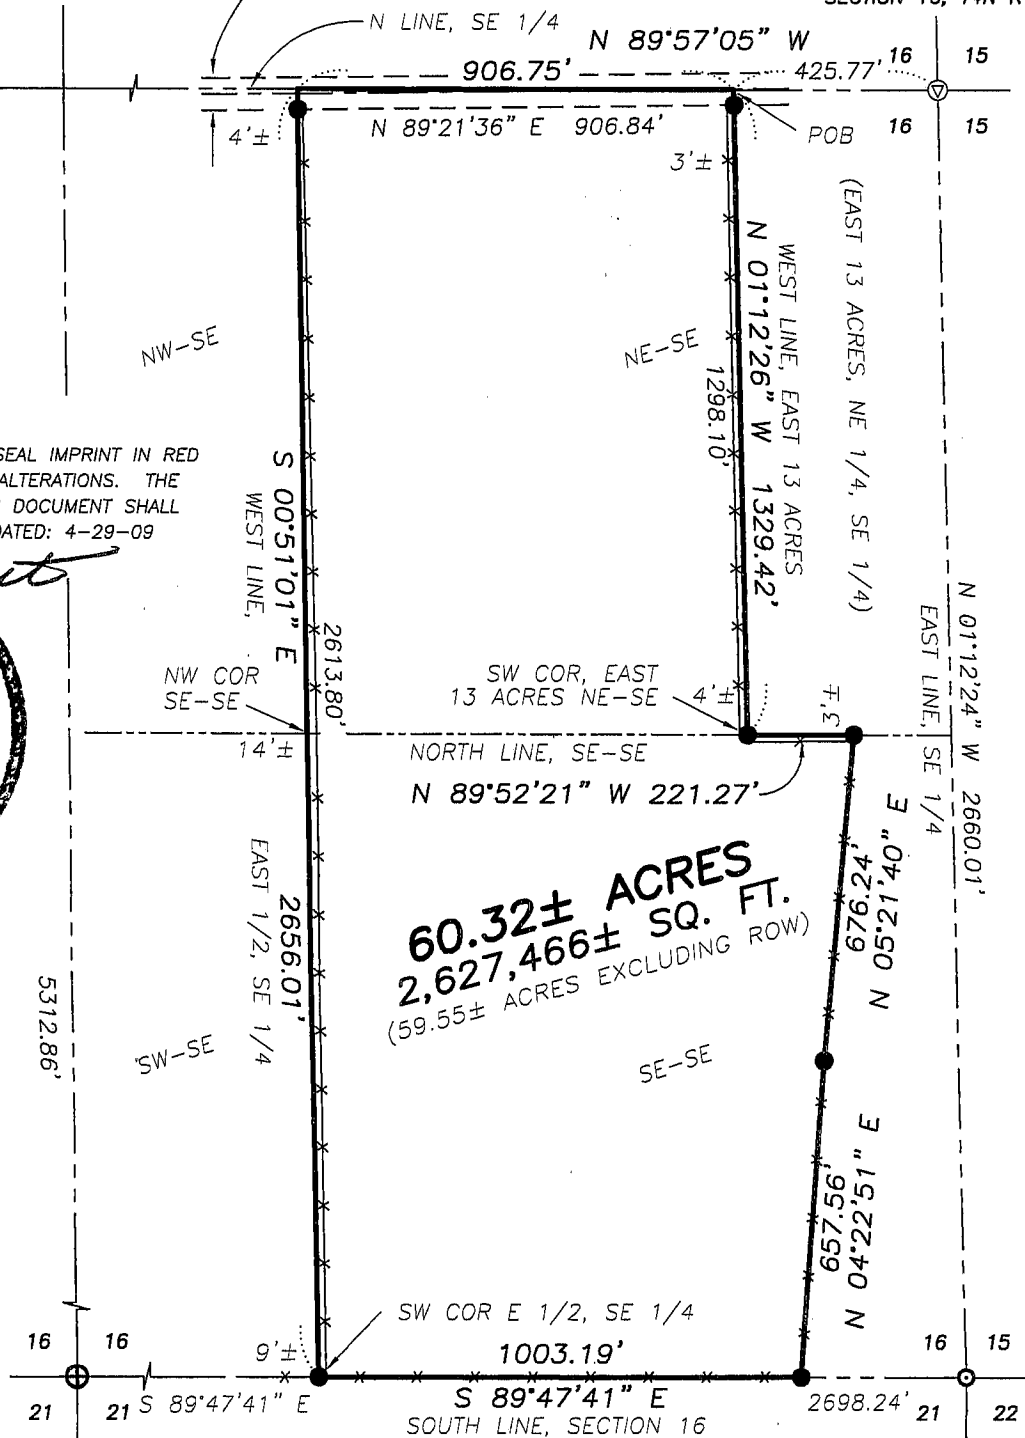 N LINE, SE 1/4
N 89°57'05" W
906.75'
425.77'
16 15
16 15
4'±
N 89°21'36" E 906.84'
POB
3'±
(EAST 13 ACRES, NE 1/4, SE 1/4)
WEST LINE, EAST 13 ACRES
N 01°12'26" W 1329.42'
1298.10'
NW-SE
NE-SE
SEAL IMPRINT IN RED
ALTERATIONS. THE
DOCUMENT SHALL
DATED: 4-29-09
S 00°51'01" E
WEST LINE,
2613.80'
N 01°12'24" W 2660.01'
EAST LINE, SE 1/4
NW COR
SE-SE
SW COR, EAST
13 ACRES NE-SE
4'±
3'±
14'±
NORTH LINE, SE-SE
N 89°52'21" W 221.27'
60.32± ACRES
2,627,466± SQ. FT.
(59.55± ACRES EXCLUDING ROW)
676.24'
N 05°21'40" E
2656.01'
EAST 1/2, SE 1/4
5312.86'
SW-SE
SE-SE
657.56'
N 04°22'51" E
SW COR E 1/2, SE 1/4
16 16
9'±
1003.19'
16 15
21 21
S 89°47'41" E
S 89°47'41" E
2698.24'
21 22
SOUTH LINE, SECTION 16